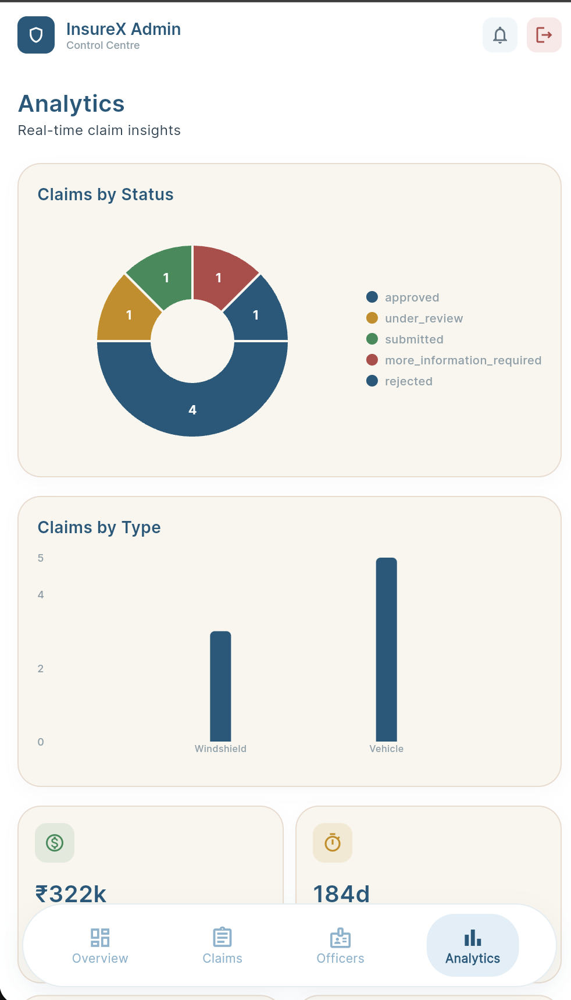 InsureX Admin
Control Centre
Analytics
Real-time claim insights
Claims by Status
1
1
1
1
4
approved
under_review
submitted
more_information_required
rejected
Claims by Type
5
4
2
0
Windshield
Vehicle
₹322k
184d
Overview
Claims
Officers
Analytics